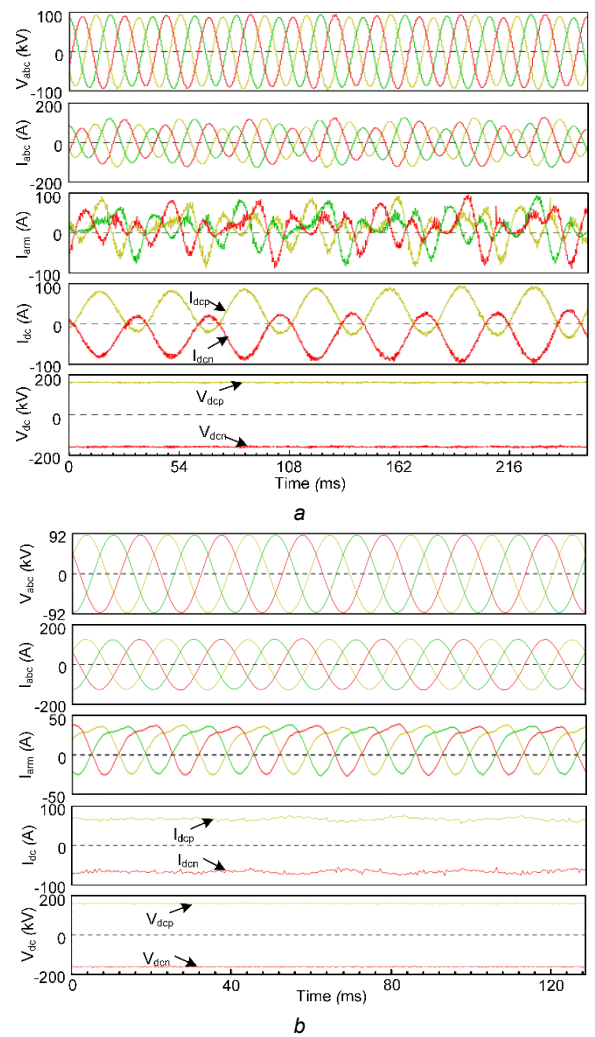 100
0
-100
V_abc (kV)
200
0
-200
I_abc (A)
100
0
-100
I_arm (A)
100
0
-100
I_dc (A)
I_dcp
I_dcn
200
0
-200
V_dc (kV)
V_dcp
V_dcn
0 54 108 162 216
Time (ms)
a
92
0
-92
V_abc (kV)
200
0
-200
I_abc (A)
50
0
-50
I_arm (A)
100
0
-100
I_dc (A)
I_dcp
I_dcn
200
0
-200
V_dc (kV)
V_dcp
V_dcn
0 40 80 120
Time (ms)
b